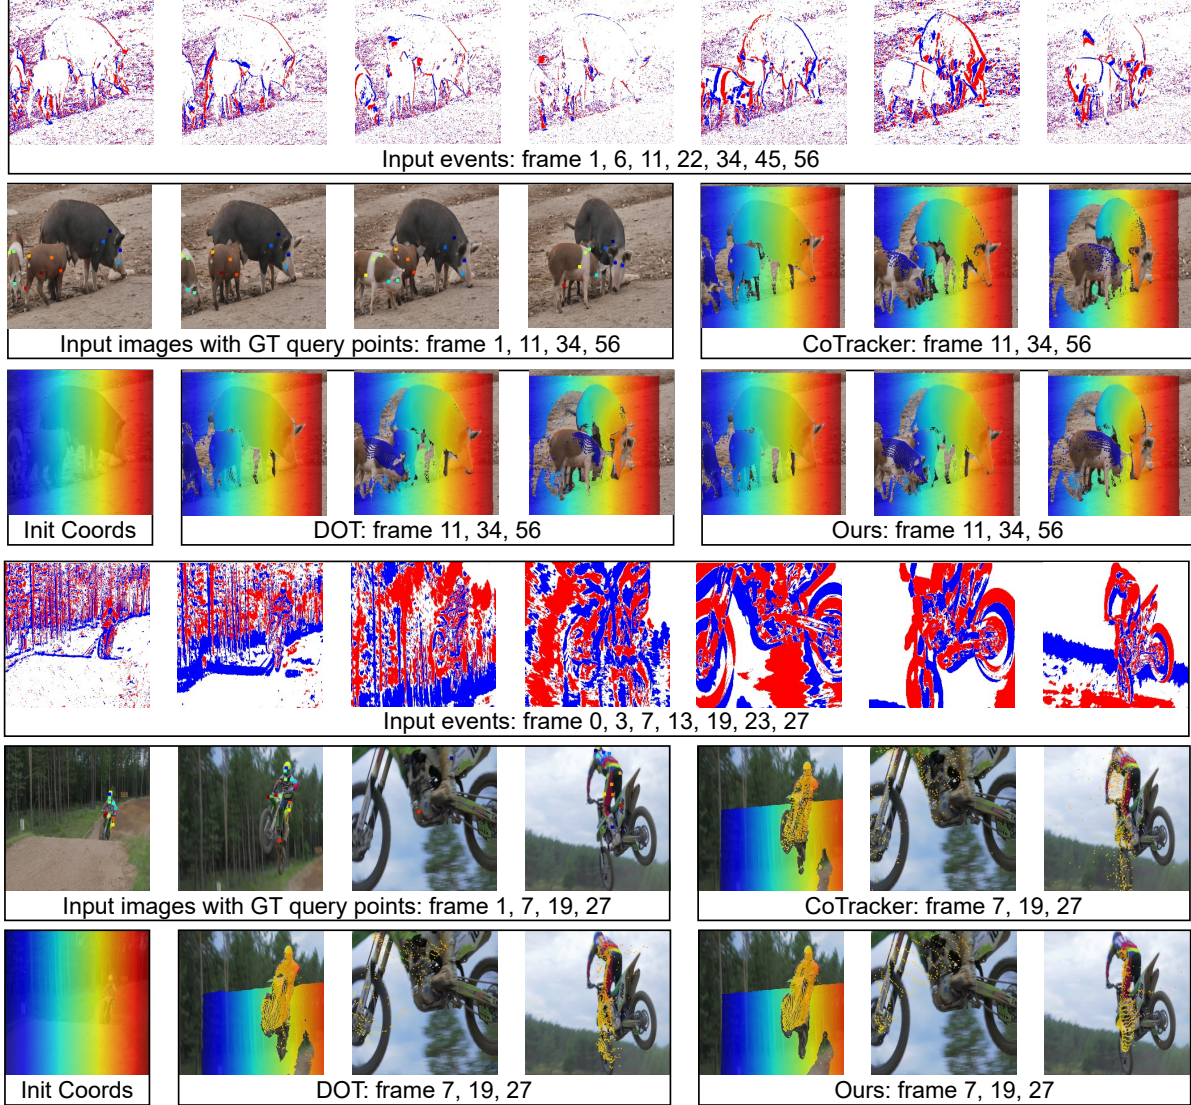 Input events: frame 1, 6, 11, 22, 34, 45, 56
Input images with GT query points: frame 1, 11, 34, 56
CoTracker: frame 11, 34, 56
Init Coords
DOT: frame 11, 34, 56
Ours: frame 11, 34, 56
Input events: frame 0, 3, 7, 13, 19, 23, 27
Input images with GT query points: frame 1, 7, 19, 27
CoTracker: frame 7, 19, 27
Init Coords
DOT: frame 7, 19, 27
Ours: frame 7, 19, 27